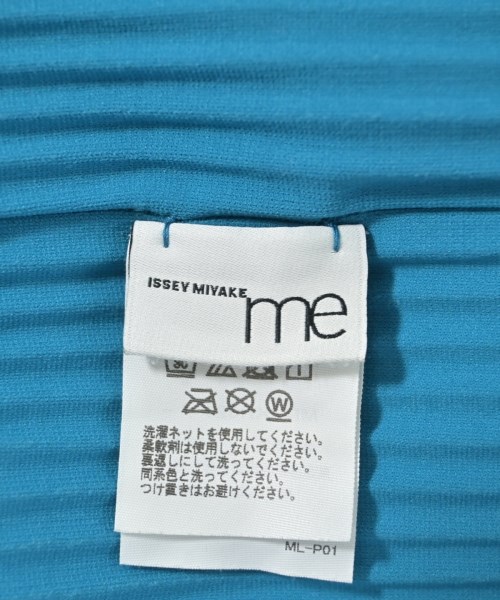 ISSEY MIYAKE me
洗濯ネットを使用してください。
柔軟剤は使用しないでください。
裏返しにして洗ってください。
同系色と洗ってください。
つけ置きはお避けください。
ML-P01